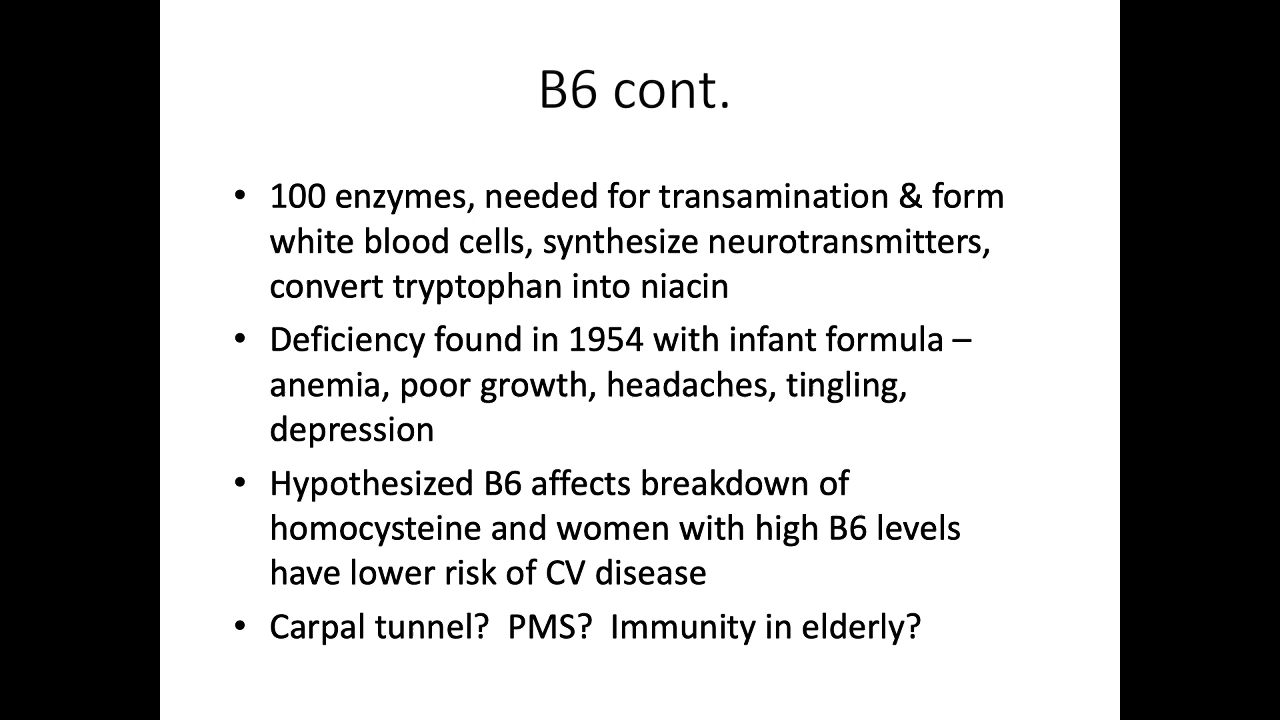 B6 cont.
• 100 enzymes, needed for transamination & form
white blood cells, synthesize neurotransmitters,
convert tryptophan into niacin
• Deficiency found in 1954 with infant formula –
anemia, poor growth, headaches, tingling,
depression
• Hypothesized B6 affects breakdown of
homocysteine and women with high B6 levels
have lower risk of CV disease
• Carpal tunnel?  PMS?  Immunity in elderly?